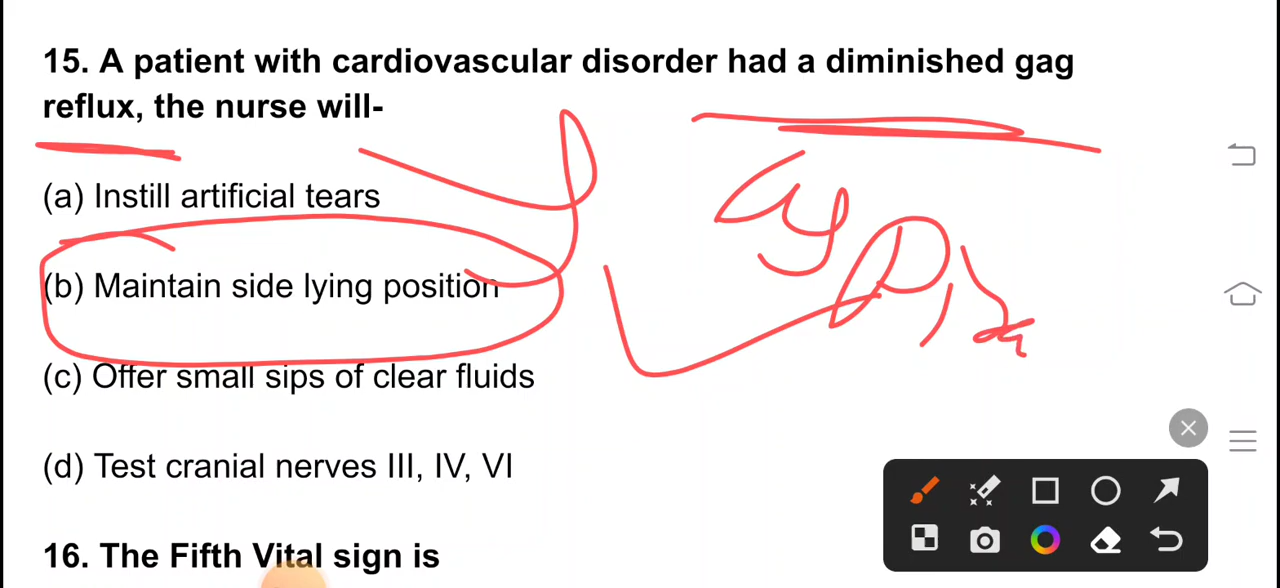 15. A patient with cardiovascular disorder had a diminished gag
reflux, the nurse will-
(a) Instill artificial tears
(b) Maintain side lying position
(c) Offer small sips of clear fluids
(d) Test cranial nerves III, IV, VI
16. The Fifth Vital sign is